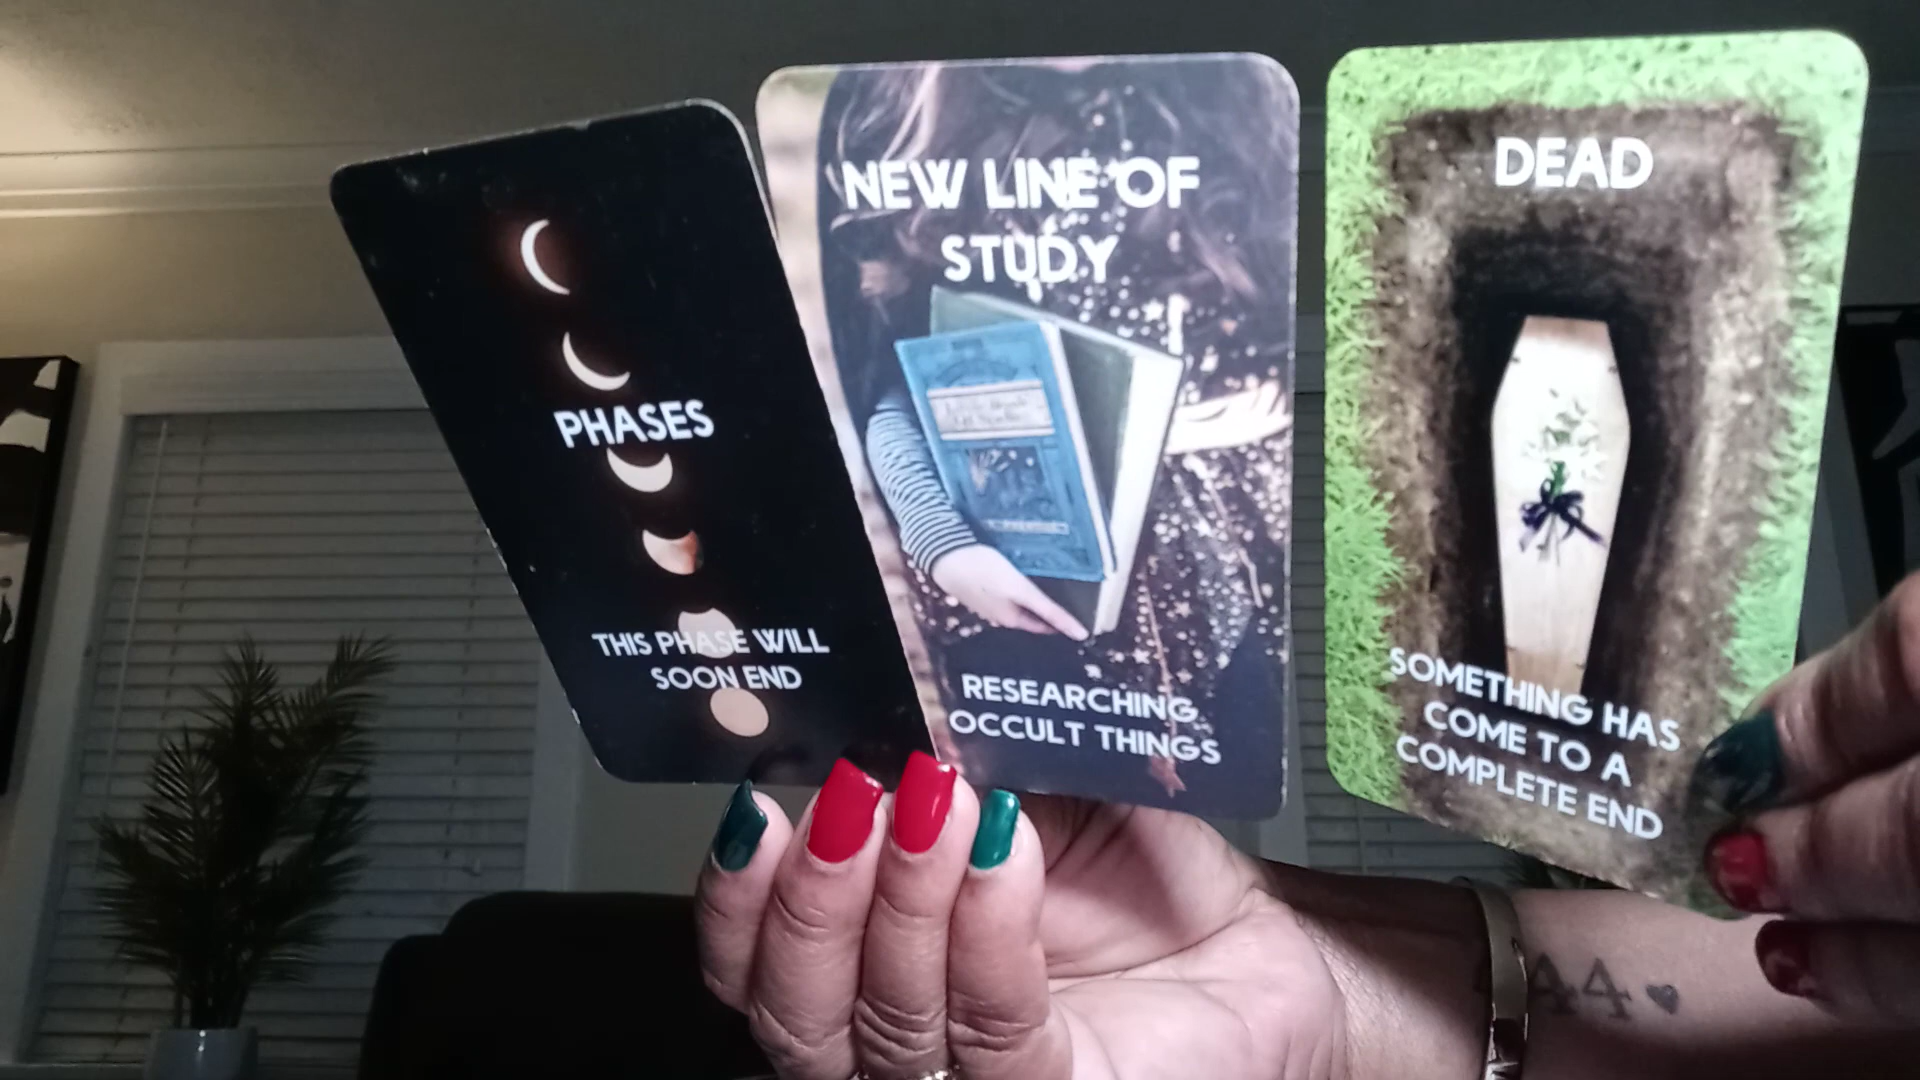 PHASES
THIS PHASE WILL
SOON END
NEW LINE OF
STUDY
RESEARCHING
OCCULT THINGS
DEAD
SOMETHING HAS
COME TO A
COMPLETE END
44